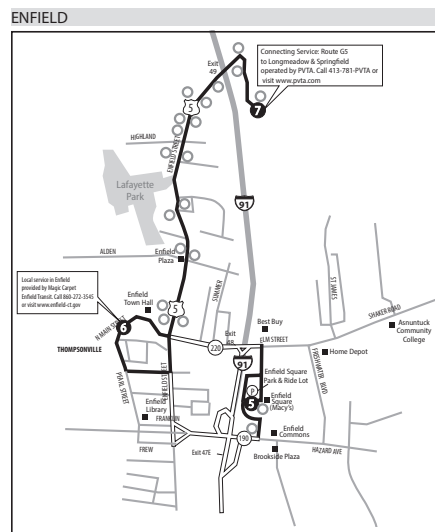 ENFIELD
Connecting Service: Route G5
to Longmeadow & Springfield
operated by PVTA. Call 413-781-PVTA or
visit www.pvta.com
Exit
49
7
5
HIGHLAND
ENFIELD STREET
Lafayette
Park
91
ALDEN
Enfield
Plaza
SUMNER
Local service in Enfield
provided by Magic Carpet
Enfield Transit. Call 860-272-3545
or visit www.enfield-ct.gov
Enfield
Town Hall
5
6
N MAIN STREET
THOMPSONVILLE
220
Exit
48
Best Buy
ELM STREET
91
ST JAMES
SHAKER ROAD
Asnuntuck
Community
College
Home Depot
FRESHWATER BLVD
Enfield Square
Park & Ride Lot
P
5
Enfield
Square
(Macy's)
PEARL STREET
ENFIELD STREET
Enfield
Library
FRANKLIN
Enfield
Commons
190
FREW
Exit 47E
Brookside Plaza
HAZARD AVE